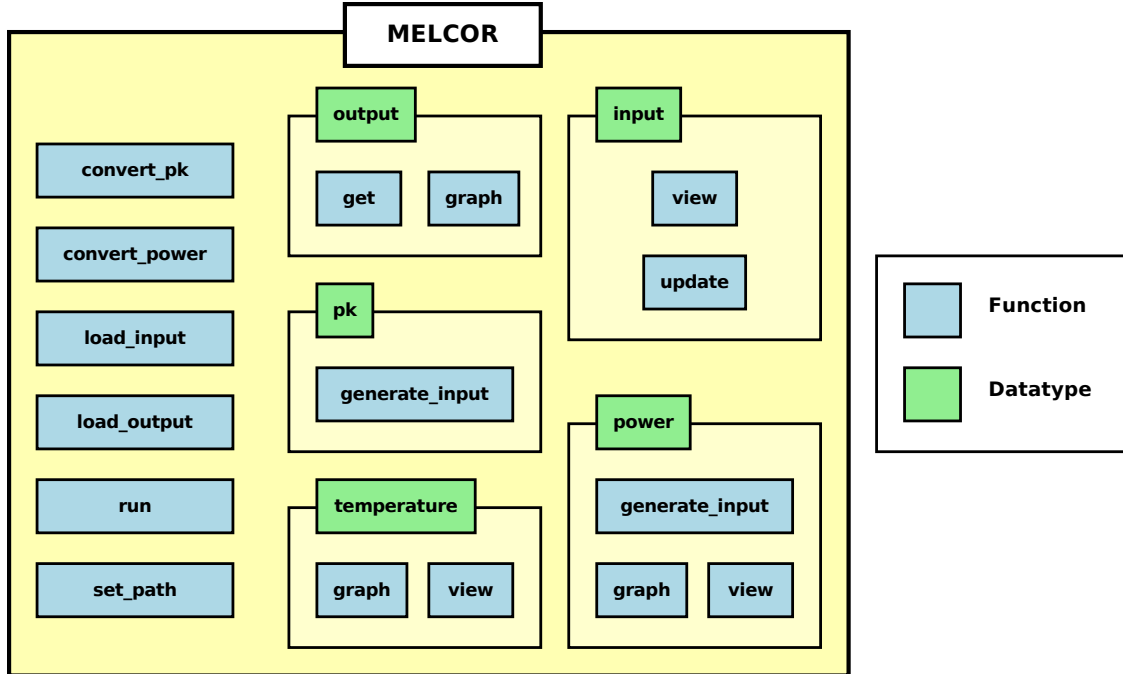 MELCOR
convert_pk
convert_power
load_input
load_output
run
set_path
output
get
graph
pk
generate_input
temperature
graph
view
input
view
update
power
generate_input
graph
view
Function
Datatype